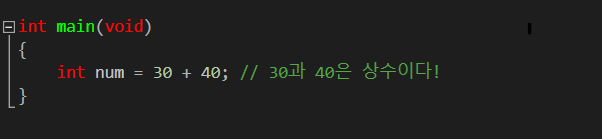 int main(void)
{
int num = 30 + 40; // 30과 40은 상수이다!
}